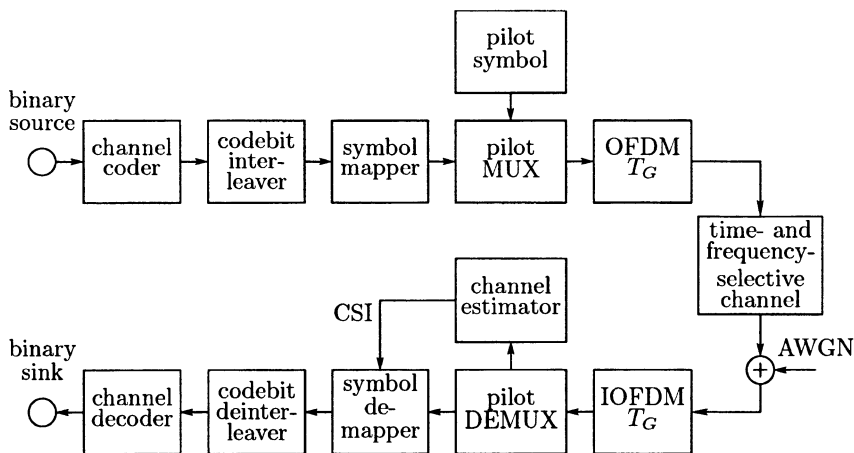 pilot
symbol
binary
source
channel
coder
codebit
inter-
leaver
symbol
mapper
pilot
MUX
OFDM
T_G
time- and
frequency-
selective
channel
channel
estimator
CSI
binary
sink
AWGN
+
channel
decoder
codebit
deinter-
leaver
symbol
de-
mapper
pilot
DEMUX
IOFDM
T_G